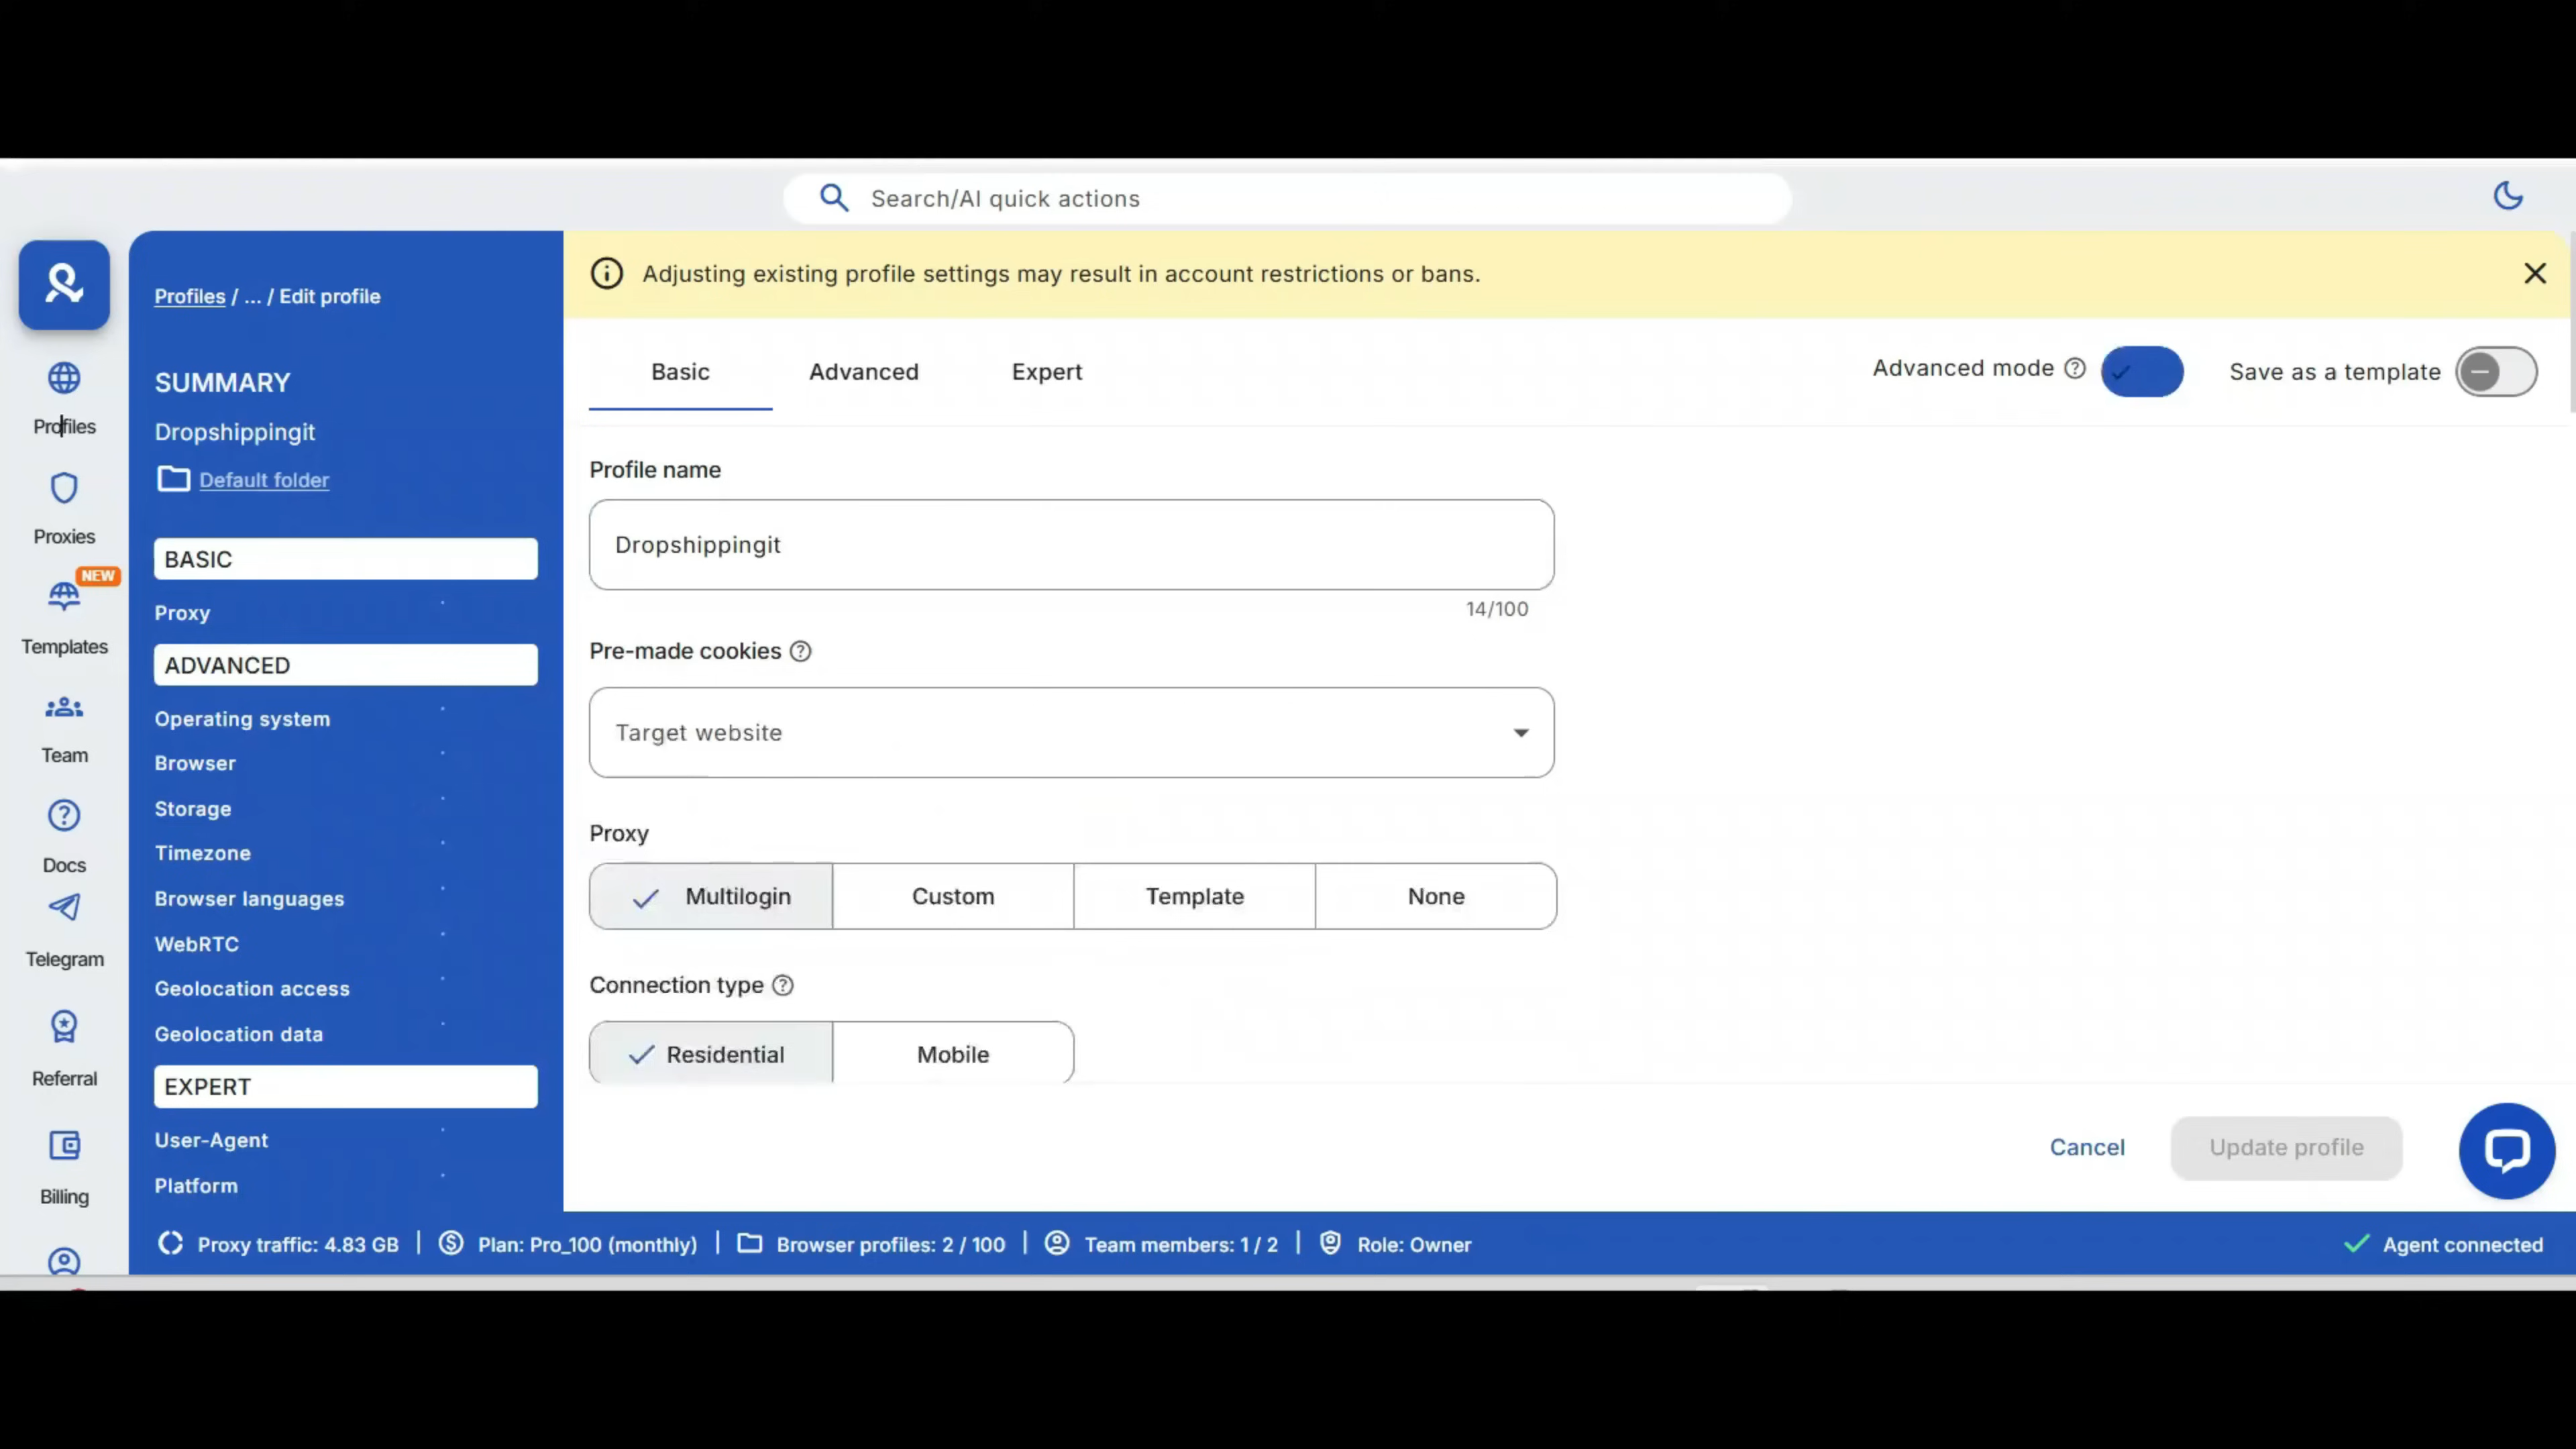 Search/AI quick actions
Profiles
Proxies
NEW
Templates
Team
Docs
Telegram
Referral
Billing
Profiles / ... / Edit profile
SUMMARY
Dropshippingit
Default folder
BASIC
Proxy
ADVANCED
Operating system
Browser
Storage
Timezone
Browser languages
WebRTC
Geolocation access
Geolocation data
EXPERT
User-Agent
Platform
Adjusting existing profile settings may result in account restrictions or bans.
Basic Advanced Expert Advanced mode Save as a template
Profile name
Dropshippingit
14/100
Pre-made cookies
Target website
Proxy
Multilogin Custom Template None
Connection type
Residential Mobile
Cancel Update profile
Proxy traffic: 4.83 GB | Plan: Pro_100 (monthly) | Browser profiles: 2 / 100 | Team members: 1 / 2 | Role: Owner Agent connected